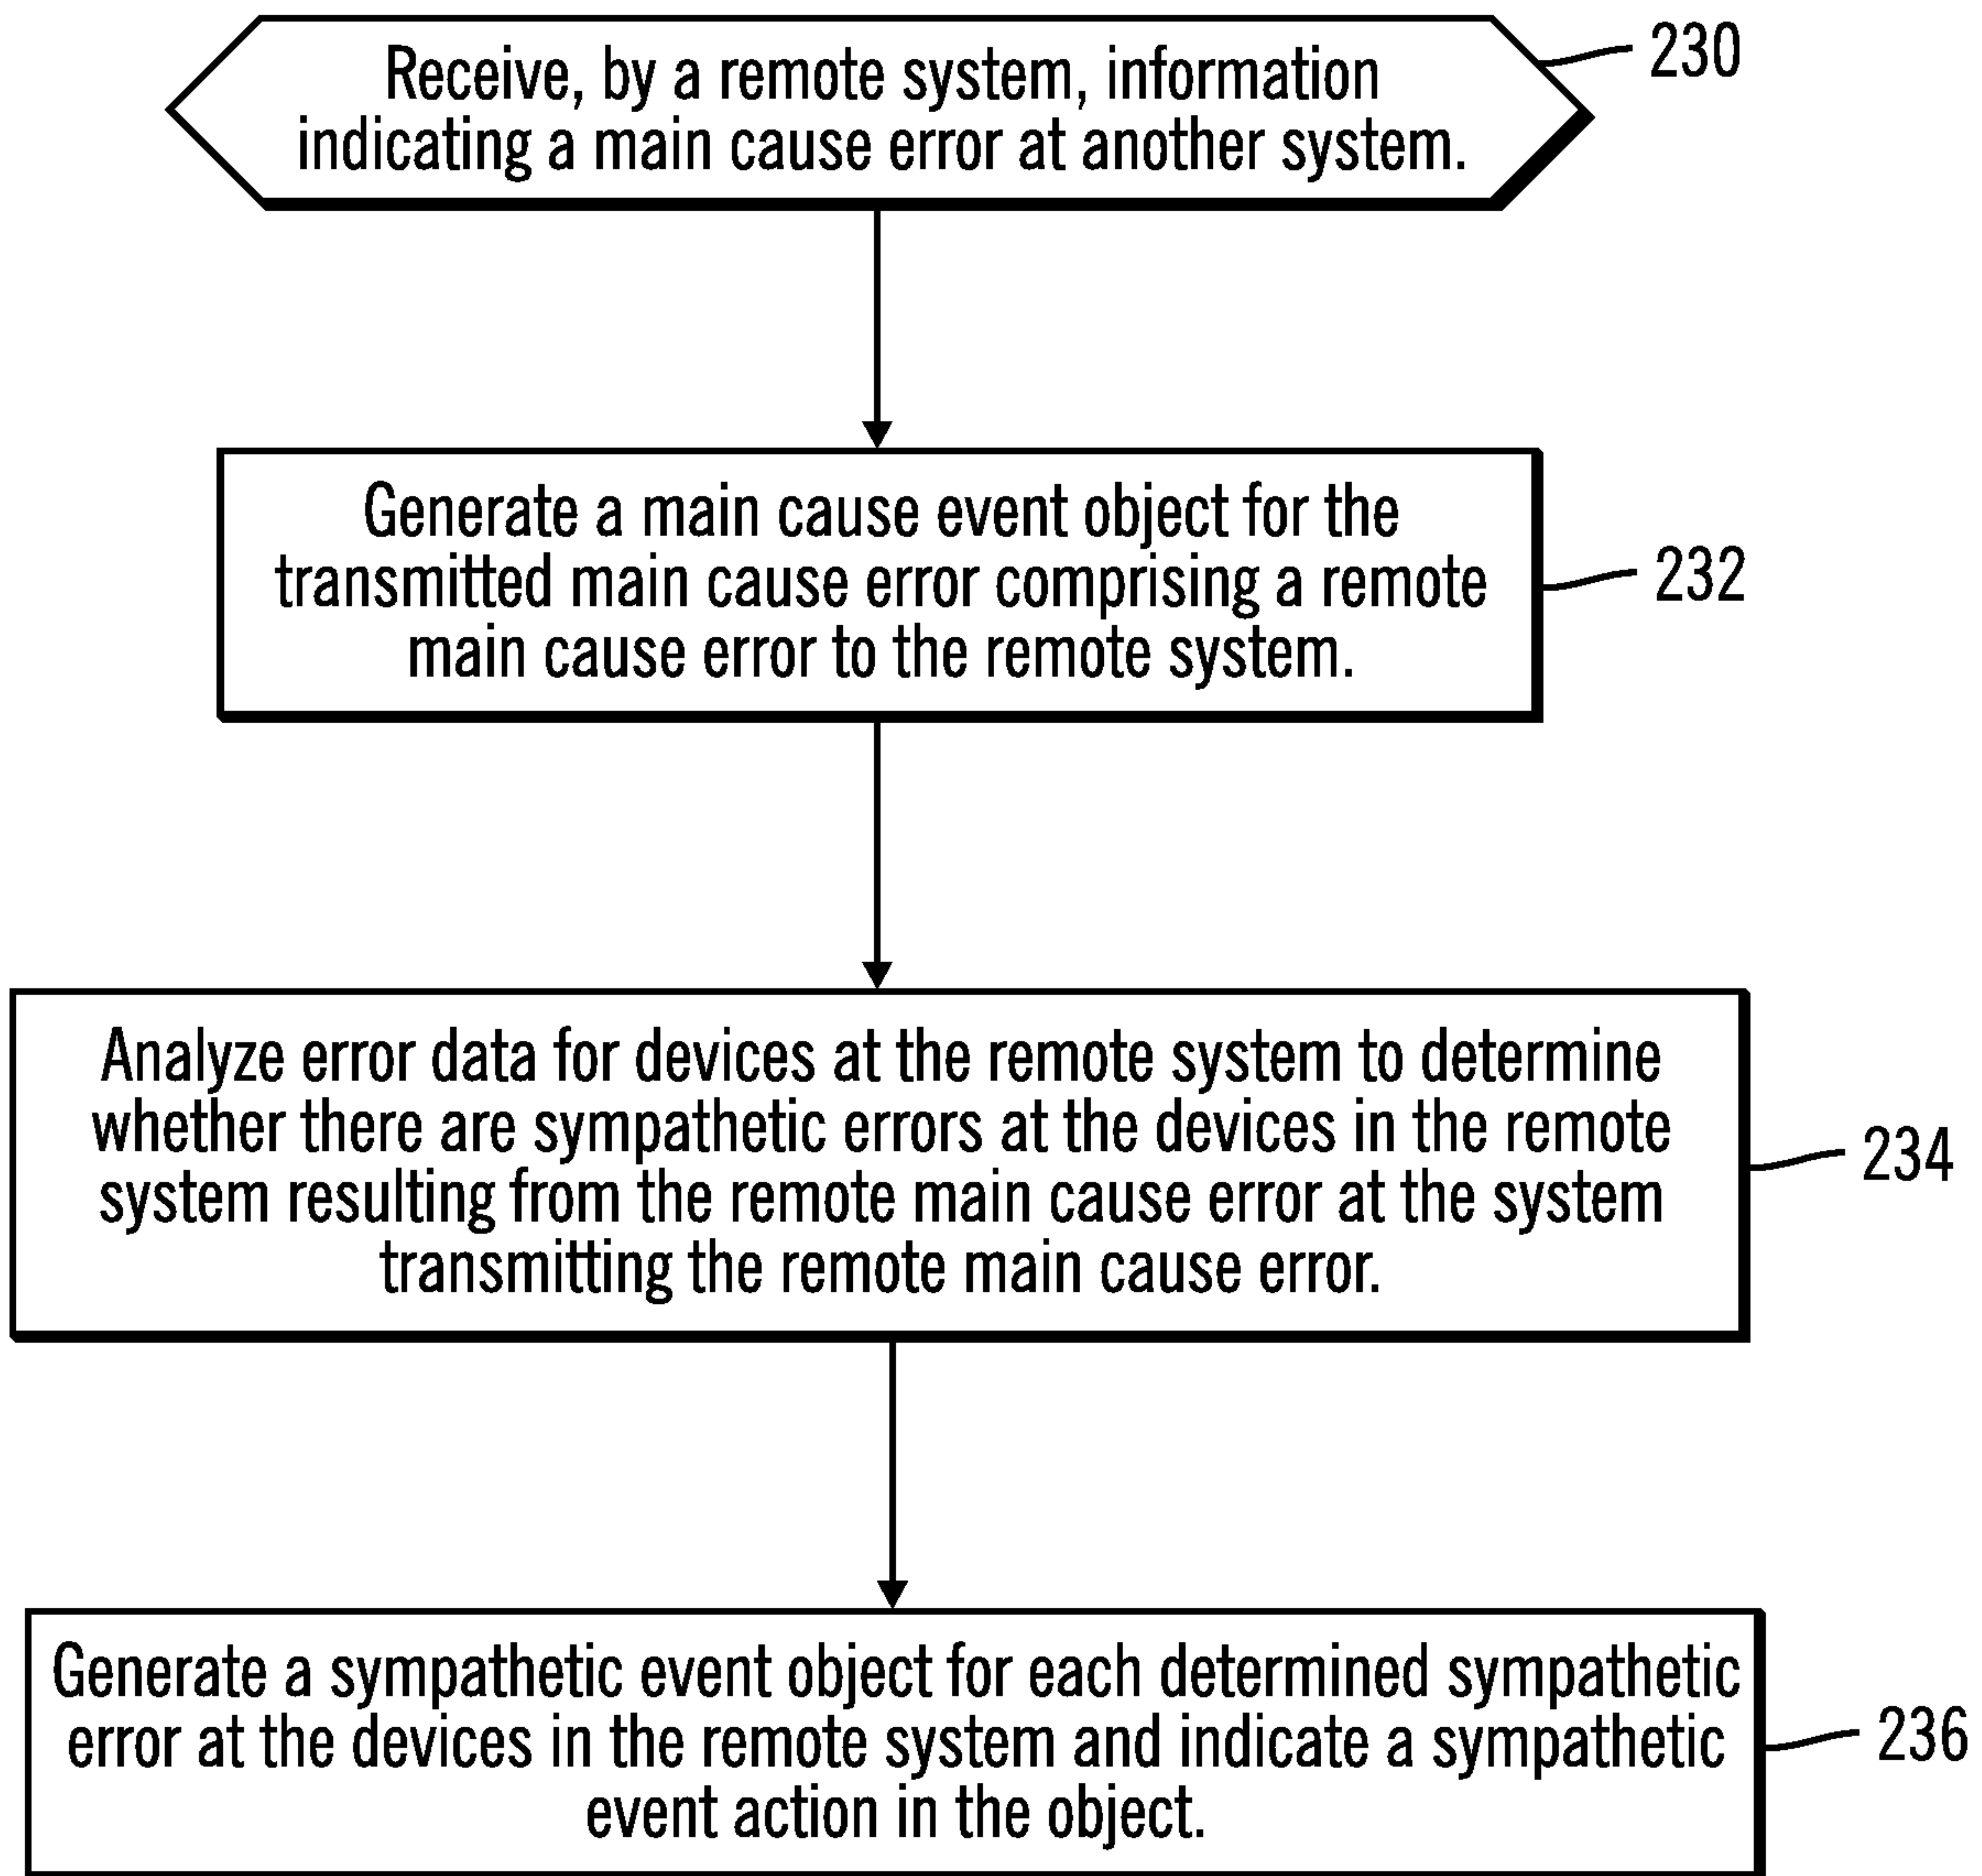 Receive, by a remote system, information
indicating a main cause error at another system.
230
Generate a main cause event object for the
transmitted main cause error comprising a remote
main cause error to the remote system.
232
Analyze error data for devices at the remote system to determine
whether there are sympathetic errors at the devices in the remote
system resulting from the remote main cause error at the system
transmitting the remote main cause error.
234
Generate a sympathetic event object for each determined sympathetic
error at the devices in the remote system and indicate a sympathetic
event action in the object.
236